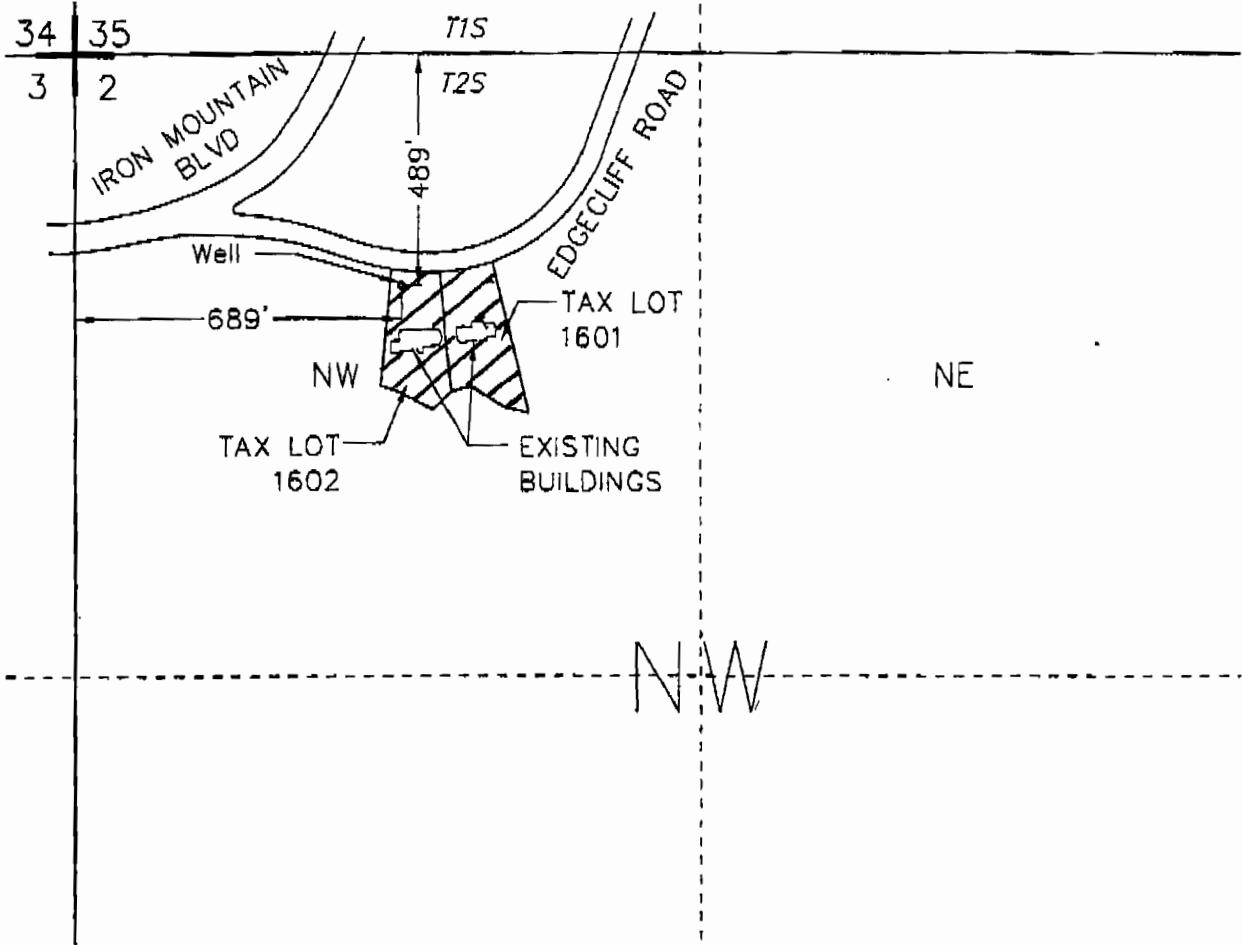 34 35
T1S
3 2
T2S
IRON MOUNTAIN
BLVD
489'
EDGECLIFF ROAD
Well
689'
TAX LOT
1601
NW
NE
TAX LOT
1602
EXISTING
BUILDINGS
NW